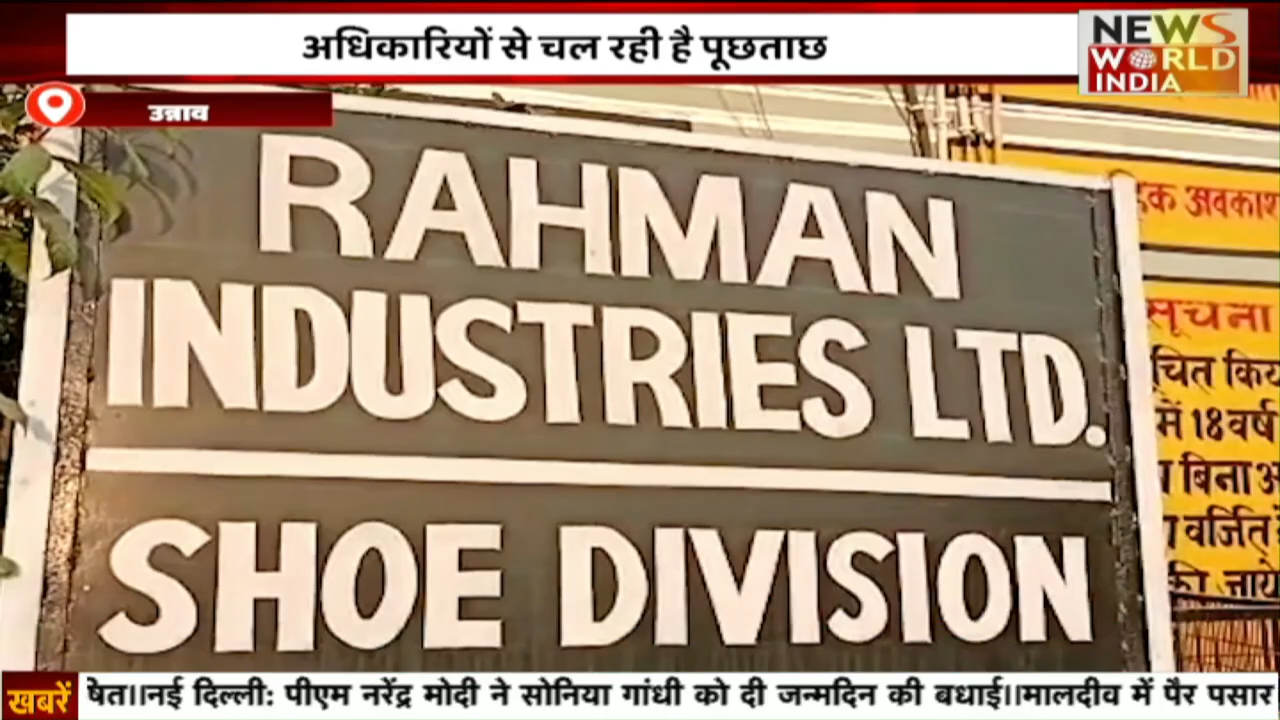 अधिकारियों से चल रही है पूछताछ
NEWS
WORLD
INDIA
उन्नाव
RAHMAN
INDUSTRIES LTD.
SHOE DIVISION
अवकाश
सूचना
चित किय
में 18 वर्ष
बिना अ
वर्जित
की जाये
खबरें
षेत।।नई दिल्ली: पीएम नरेंद्र मोदी ने सोनिया गांधी को दी जन्मदिन की बधाई।।मालदीव में पैर पसार